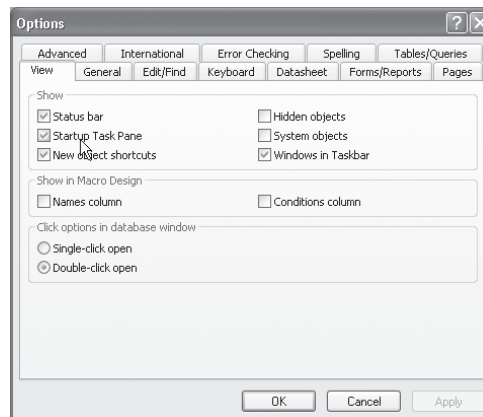 Options
Advanced International Error Checking Spelling Tables/Queries
View General Edit/Find Keyboard Datasheet Forms/Reports Pages
Show
Status bar Hidden objects
Startup Task Pane System objects
New object shortcuts Windows in Taskbar
Show in Macro Design
Names column Conditions column
Click options in database window
Single-click open
Double-click open
OK Cancel Apply